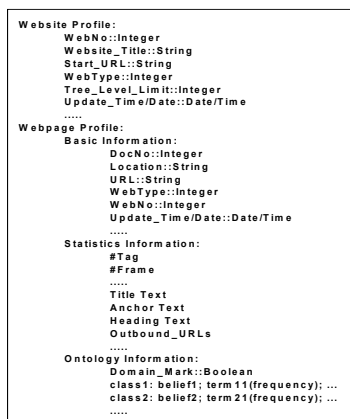 Website Profile:
WebNo::Integer
Website_Title::String
Start_URL::String
WebType::Integer
Tree_Level_Limit::Integer
Update_Time/Date::Date/Time
.....
Webpage Profile:
Basic Information:
DocNo::Integer
Location::String
URL::String
WebType::Integer
WebNo::Integer
Update_Time/Date::Date/Time
.....
Statistics Information:
#Tag
#Frame
.....
Title Text
Anchor Text
Heading Text
Outbound_URLs
.....
Ontology Information:
Domain_Mark::Boolean
class1: belief1; term11(frequency); ...
class2: belief2; term21(frequency); ...
.....